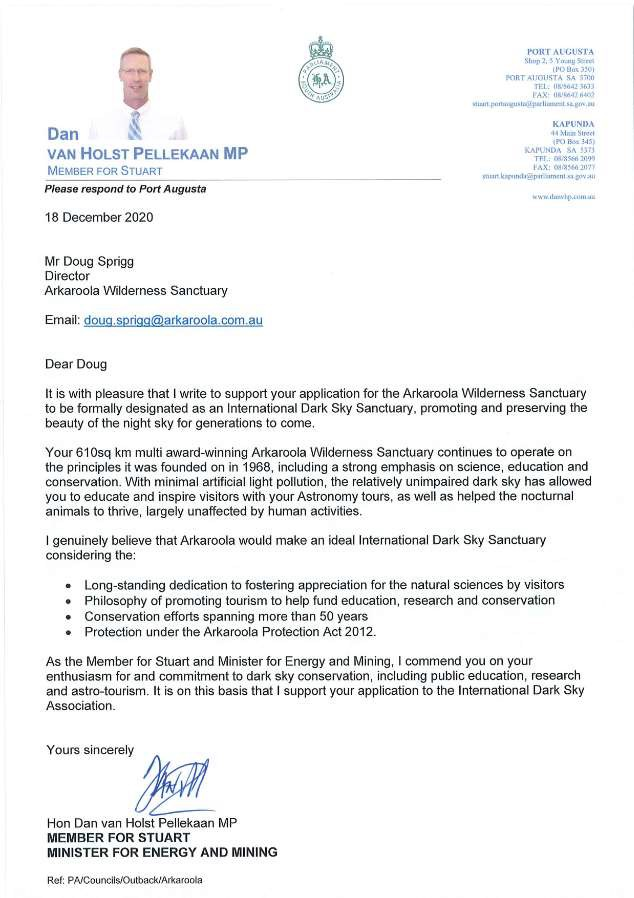 Dan
VAN HOLST PELLEKAAN MP
MEMBER FOR STUART
Please respond to Port Augusta
PARLIAMENT
SOUTH AUSTRALIA
PORT AUGUSTA
Shop 2, 5 Young Street
(PO Box 350)
PORT AUGUSTA SA 5700
TEL: 08/8642 3633
FAX: 08/8642 6402
stuart.portaugusta@parliament.sa.gov.au
KAPUNDA
44 Main Street
(PO Box 345)
KAPUNDA SA 5373
TEL: 08/8566 2099
FAX: 08/8566 2077
stuart.kapunda@parliament.sa.gov.au
www.danvhp.com.au
18 December 2020
Mr Doug Sprigg
Director
Arkaroola Wilderness Sanctuary
Email: doug.sprigg@arkaroola.com.au
Dear Doug
It is with pleasure that I write to support your application for the Arkaroola Wilderness Sanctuary
to be formally designated as an International Dark Sky Sanctuary, promoting and preserving the
beauty of the night sky for generations to come.
Your 610sq km multi award-winning Arkaroola Wilderness Sanctuary continues to operate on
the principles it was founded on in 1968, including a strong emphasis on science, education and
conservation. With minimal artificial light pollution, the relatively unimpaired dark sky has allowed
you to educate and inspire visitors with your Astronomy tours, as well as helped the nocturnal
animals to thrive, largely unaffected by human activities.
I genuinely believe that Arkaroola would make an ideal International Dark Sky Sanctuary
considering the:
• Long-standing dedication to fostering appreciation for the natural sciences by visitors
• Philosophy of promoting tourism to help fund education, research and conservation
• Conservation efforts spanning more than 50 years
• Protection under the Arkaroola Protection Act 2012.
As the Member for Stuart and Minister for Energy and Mining, I commend you on your
enthusiasm for and commitment to dark sky conservation, including public education, research
and astro-tourism. It is on this basis that I support your application to the International Dark Sky
Association.
Yours sincerely
Hon Dan van Holst Pellekaan MP
MEMBER FOR STUART
MINISTER FOR ENERGY AND MINING
Ref: PA/Councils/Outback/Arkaroola